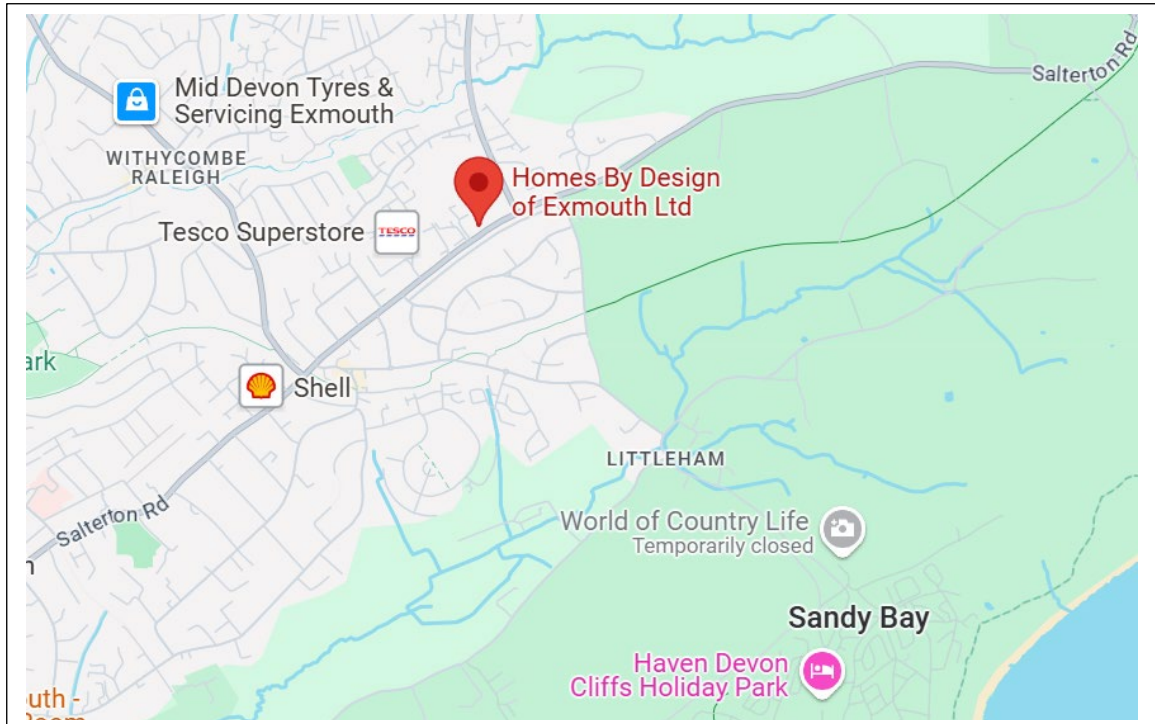 Salterton Rd
Mid Devon Tyres &
Servicing Exmouth
WITHYCOMBE
RALEIGH
Homes By Design
of Exmouth Ltd
Tesco Superstore
TESCO
ark
Shell
LITTLEHAM
Salterton Rd
World of Country Life
Temporarily closed
n
Sandy Bay
Haven Devon
Cliffs Holiday Park
uth -